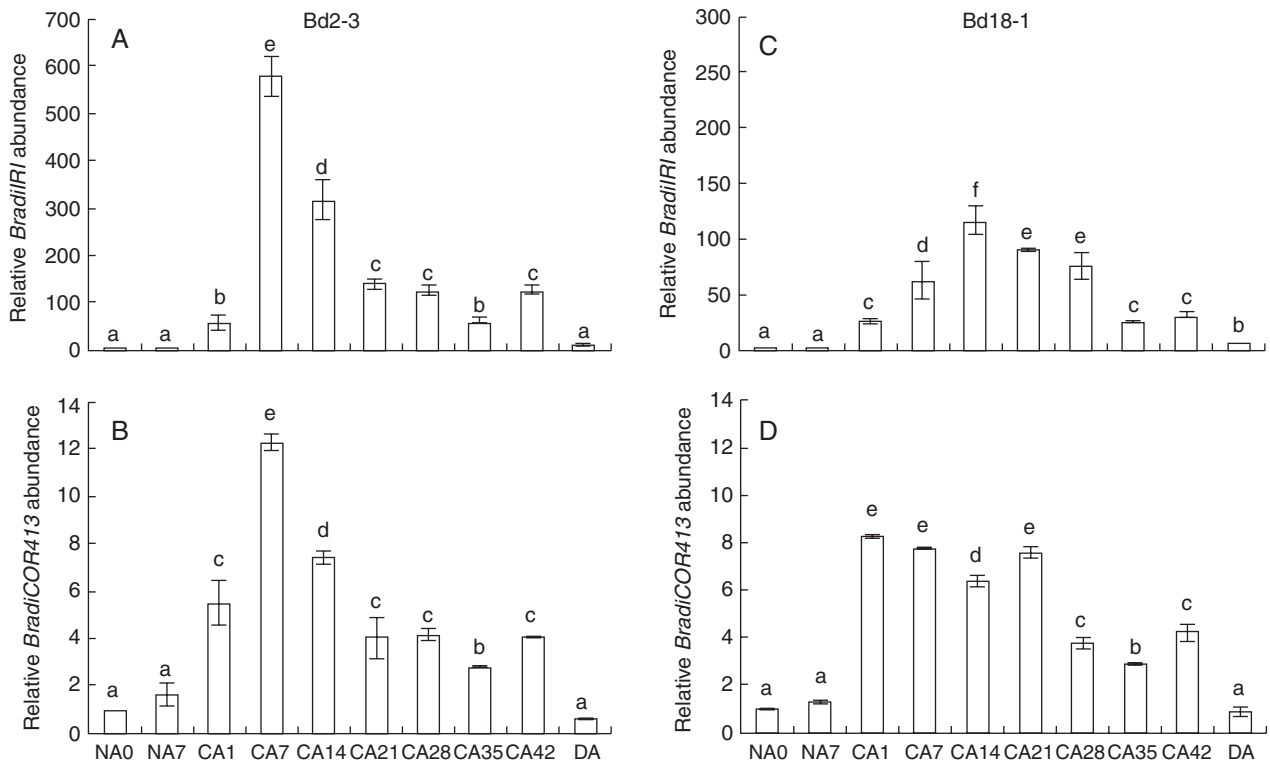 Bd2-3
A
Relative BradiIRI abundance
700
600
500
400
300
200
100
0
a
a
b
e
d
c
c
b
c
a
Bd18-1
C
Relative BradiIRI abundance
300
250
200
150
100
50
0
a
a
c
d
f
e
e
c
c
b
B
Relative BradiCOR413 abundance
14
12
10
8
6
4
2
0
a
a
c
e
d
c
c
b
c
a
NA0 NA7 CA1 CA7 CA14 CA21 CA28 CA35 CA42 DA
D
Relative BradiCOR413 abundance
14
12
10
8
6
4
2
0
a
a
e
e
d
e
c
b
c
a
NA0 NA7 CA1 CA7 CA14 CA21 CA28 CA35 CA42 DA